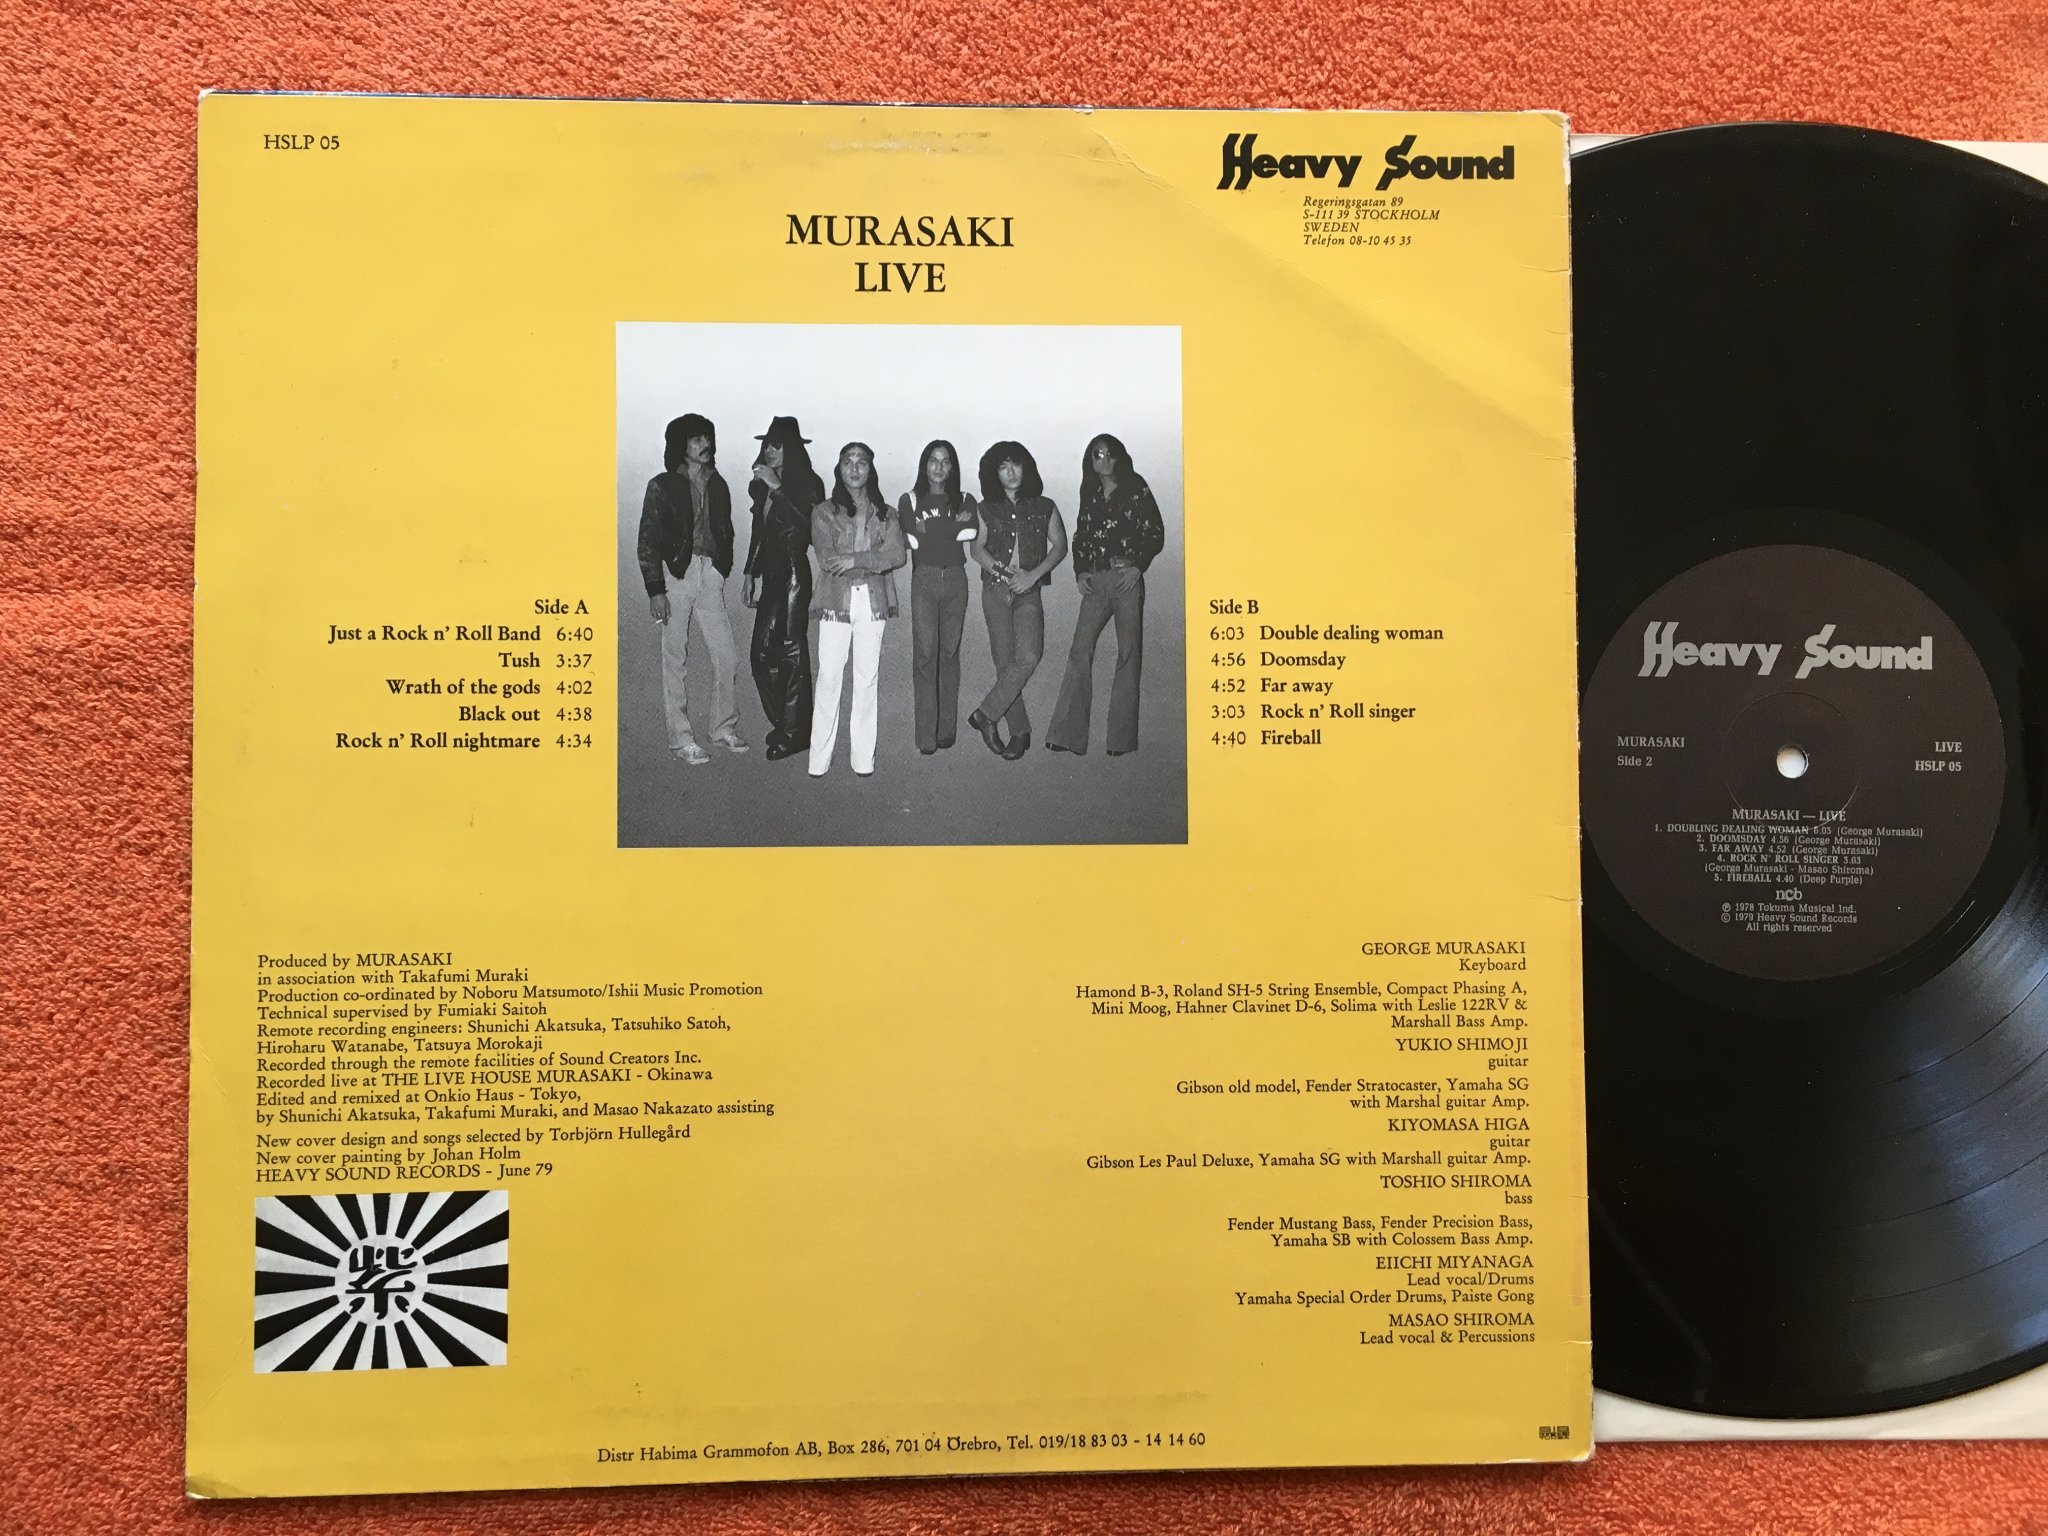 HSLP 05
Heavy Sound
Regeringsgatan 89
S-111 39 STOCKHOLM
SWEDEN
Telefon 08-10 45 35
MURASAKI
LIVE
Side A
Just a Rock n' Roll Band 6:40
Tush 3:37
Wrath of the gods 4:02
Black out 4:38
Rock n' Roll nightmare 4:34
Side B
6:03 Double dealing woman
4:56 Doomsday
4:52 Far away
3:03 Rock n' Roll singer
4:40 Fireball
Produced by MURASAKI
in association with Takafumi Muraki
Production co-ordinated by Noboru Matsumoto/Ishii Music Promotion
Technical supervised by Fumiaki Saitoh
Remote recording engineers: Shunichi Akatsuka, Tatsuhiko Satoh,
Hiroharu Watanabe, Tatsuya Morokaji
Recorded through the remote facilities of Sound Creators Inc.
Recorded live at THE LIVE HOUSE MURASAKI - Okinawa
Edited and remixed at Onkio Haus - Tokyo,
by Shunichi Akatsuka, Takafumi Muraki, and Masao Nakazato assisting
New cover design and songs selected by Torbjörn Hullegård
New cover painting by Johan Holm
HEAVY SOUND RECORDS - June 79
紫
GEORGE MURASAKI
Keyboard
Hamond B-3, Roland SH-5 String Ensemble, Compact Phasing A,
Mini Moog, Hahner Clavinet D-6, Solima with Leslie 122RV &
Marshall Bass Amp.
YUKIO SHIMOJI
guitar
Gibson old model, Fender Stratocaster, Yamaha SG
with Marshal guitar Amp.
KIYOMASA HIGA
guitar
Gibson Les Paul Deluxe, Yamaha SG with Marshall guitar Amp.
TOSHIO SHIROMA
bass
Fender Mustang Bass, Fender Precision Bass,
Yamaha SB with Colossem Bass Amp.
EIICHI MIYANAGA
Lead vocal/Drums
Yamaha Special Order Drums, Paiste Gong
MASAO SHIROMA
Lead vocal & Percussions
Distr Habima Grammofon AB, Box 286, 701 04 Örebro, Tel. 019/18 83 03 - 14 14 60
Heavy Sound
MURASAKI
Side 2
LIVE
HSLP 05
MURASAKI — LIVE
1. DOUBLING DEALING WOMAN 6.03 (George Murasaki)
2. DOOMSDAY 4.56 (George Murasaki)
3. FAR AWAY 4.52 (George Murasaki)
4. ROCK N' ROLL SINGER 3.03
(George Murasaki - Masao Shiroma)
5. FIREBALL 4.40 (Deep Purple)
ncb
℗ 1978 Tokuma Musical Ind.
© 1979 Heavy Sound Records
All rights reserved